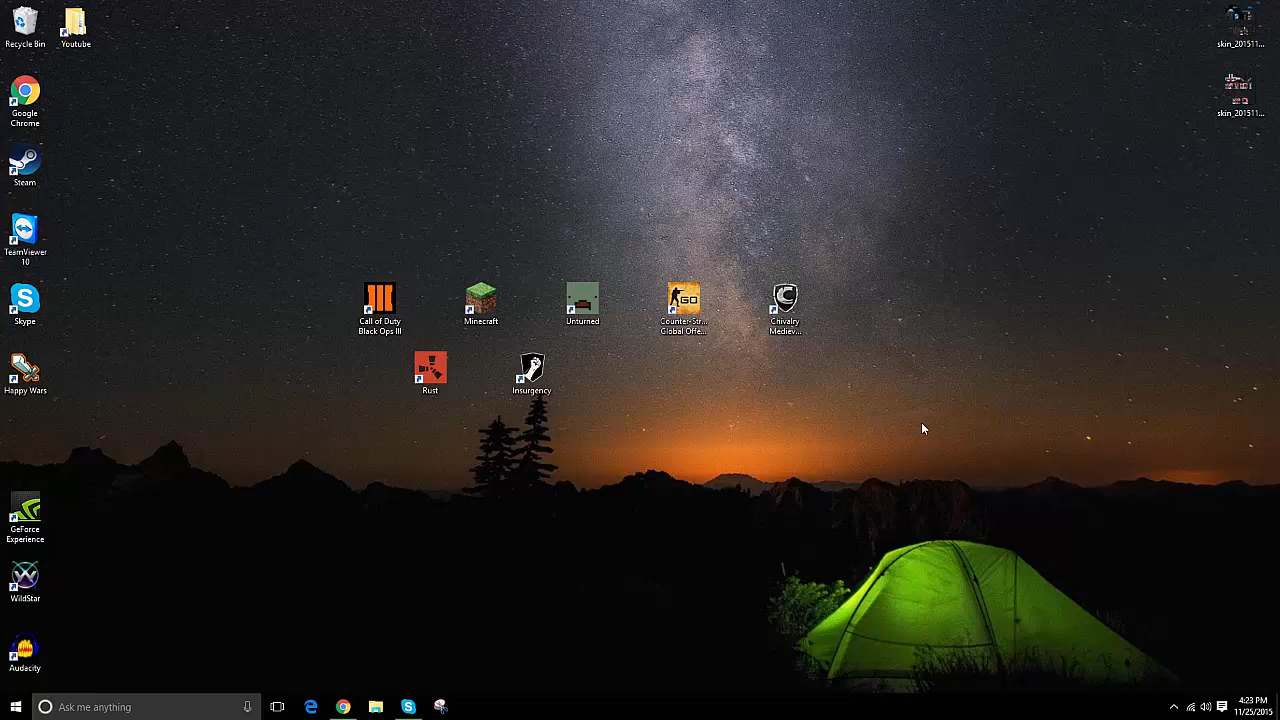 Recycle Bin
Youtube
skin_201511...
Google
Chrome
skin_201511...
Steam
TeamViewer
10
Skype
Call of Duty
Black Ops III
Minecraft
Unturned
GO
Counter-Str...
Global Offe...
Chivalry
Mediev...
Happy Wars
Rust
Insurgency
GeForce
Experience
WildStar
Audacity
Ask me anything
4:23 PM
11/25/2015